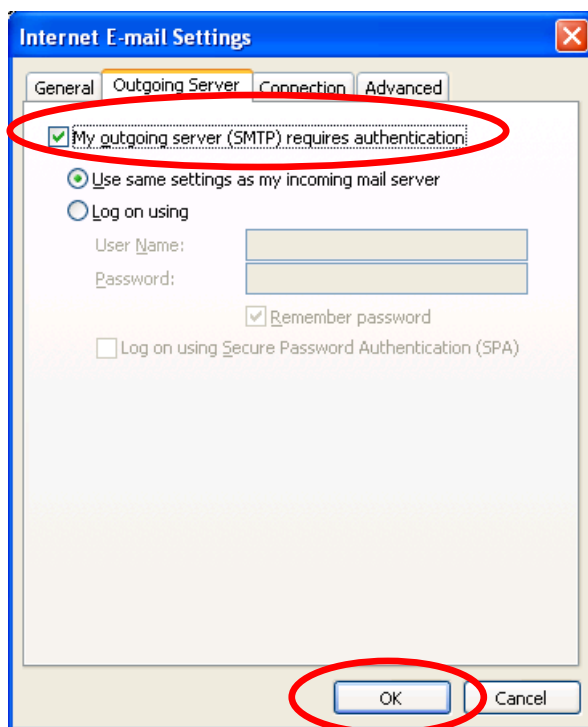 Internet E-mail Settings
General Outgoing Server Connection Advanced
My outgoing server (SMTP) requires authentication
Use same settings as my incoming mail server
Log on using
User Name:
Password:
Remember password
Log on using Secure Password Authentication (SPA)
OK Cancel